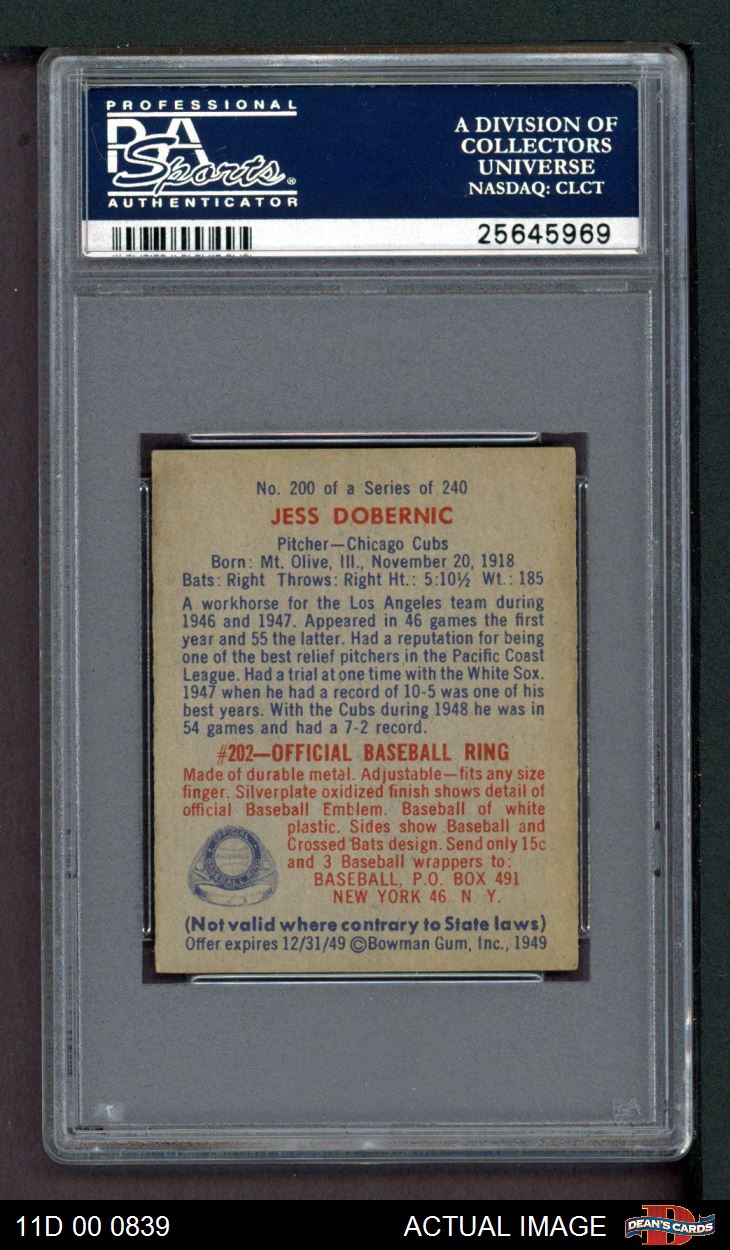 PROFESSIONAL
PSA
Sports®
AUTHENTICATOR
A DIVISION OF
COLLECTORS
UNIVERSE
NASDAQ: CLCT
25645969
No. 200 of a Series of 240
JESS DOBERNIC
Pitcher—Chicago Cubs
Born: Mt. Olive, Ill., November 20, 1918
Bats: Right Throws: Right Ht.: 5:10½ Wt.: 185
A workhorse for the Los Angeles team during
1946 and 1947. Appeared in 46 games the first
year and 55 the latter. Had a reputation for being
one of the best relief pitchers in the Pacific Coast
League. Had a trial at one time with the White Sox.
1947 when he had a record of 10-5 was one of his
best years. With the Cubs during 1948 he was in
54 games and had a 7-2 record.
#202—OFFICIAL BASEBALL RING
Made of durable metal. Adjustable—fits any size
finger. Silverplate oxidized finish shows detail of
official Baseball Emblem. Baseball of white
plastic. Sides show Baseball and
Crossed Bats design. Send only 15c
and 3 Baseball wrappers to:
BASEBALL, P.O. BOX 491
NEW YORK 46, N. Y.
(Not valid where contrary to State laws)
Offer expires 12/31/49 ©Bowman Gum, Inc., 1949
11D 00 0839
ACTUAL IMAGE
DEAN'S CARDS